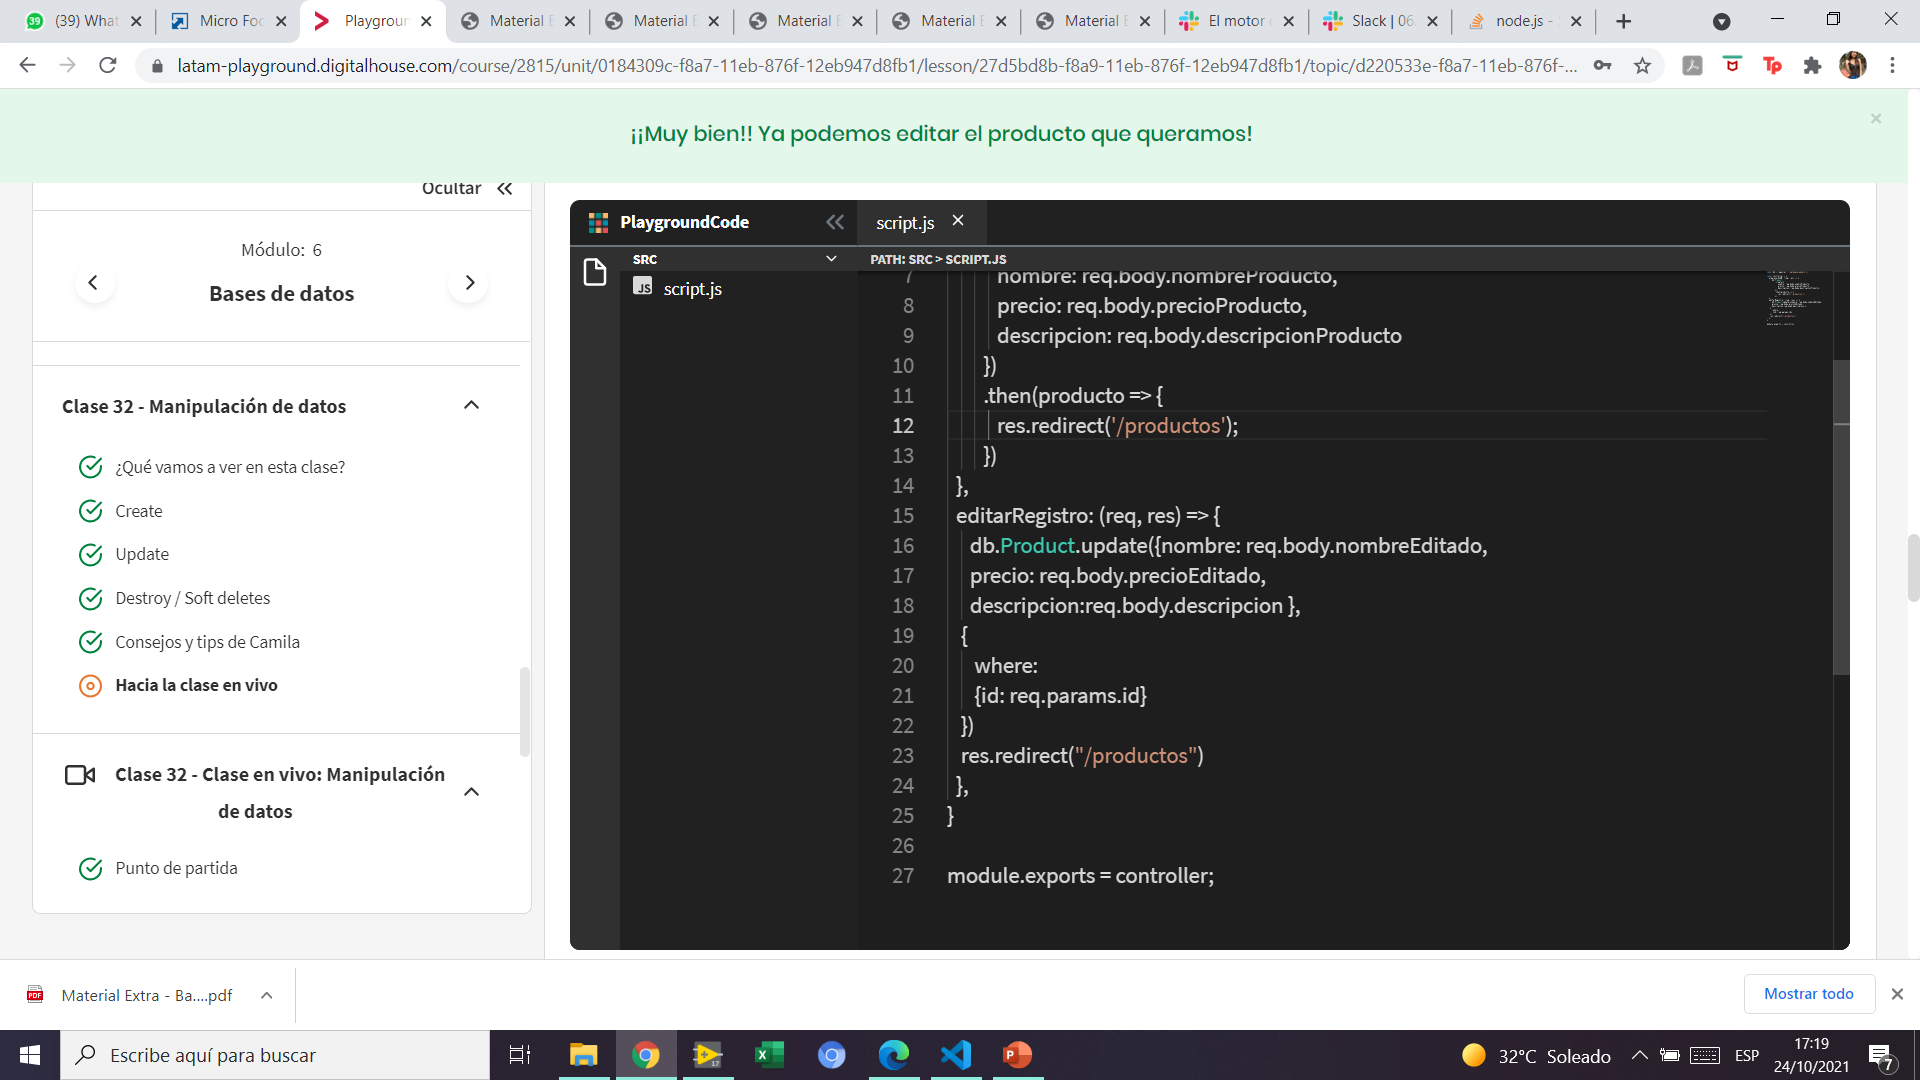 39 (39) What
Micro Foc
Playgroun
Material E
Material E
Material E
Material E
Material E
El motor
Slack | 06
node.js -
latam-playground.digitalhouse.com/course/2815/unit/0184309c-f8a7-11eb-876f-12eb947d8fb1/lesson/27d5bd8b-f8a9-11eb-876f-12eb947d8fb1/topic/d220533e-f8a7-11eb-876f-...
¡¡Muy bien!! Ya podemos editar el producto que queramos!
Ocultar
Módulo: 6
Bases de datos
Clase 32 - Manipulación de datos
¿Qué vamos a ver en esta clase?
Create
Update
Destroy / Soft deletes
Consejos y tips de Camila
Hacia la clase en vivo
Clase 32 - Clase en vivo: Manipulación
de datos
Punto de partida
PlaygroundCode
script.js
SRC
PATH: SRC > SCRIPT.JS
JS script.js
7 nombre: req.body.nombreProducto,
8 precio: req.body.precioProducto,
9 descripcion: req.body.descripcionProducto
10 })
11 .then(producto => {
12 res.redirect('/productos');
13 })
14 },
15 editarRegistro: (req, res) => {
16 db.Product.update({nombre: req.body.nombreEditado,
17 precio: req.body.precioEditado,
18 descripcion:req.body.descripcion },
19 {
20 where:
21 {id: req.params.id}
22 })
23 res.redirect("/productos")
24 },
25 }
26
27 module.exports = controller;
PDF Material Extra - Ba....pdf
Mostrar todo
Escribe aquí para buscar
32°C Soleado
ESP
17:19
24/10/2021
7